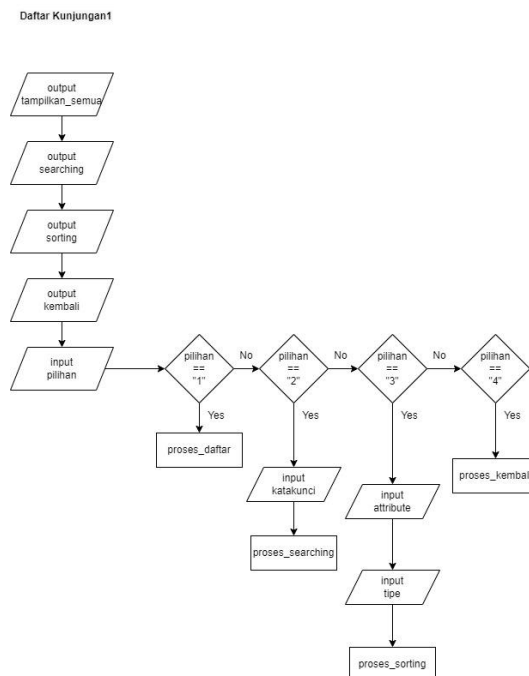 Daftar Kunjungan1
output
tampilkan_semua
output
searching
output
sorting
output
kembali
input
pilihan
pilihan
==
"1"
No
pilihan
==
"2"
No
pilihan
==
"3"
No
pilihan
==
"4"
Yes
Yes
Yes
Yes
proses_daftar
input
katakunci
proses_searching
input
attribute
input
tipe
proses_sorting
proses_kembali